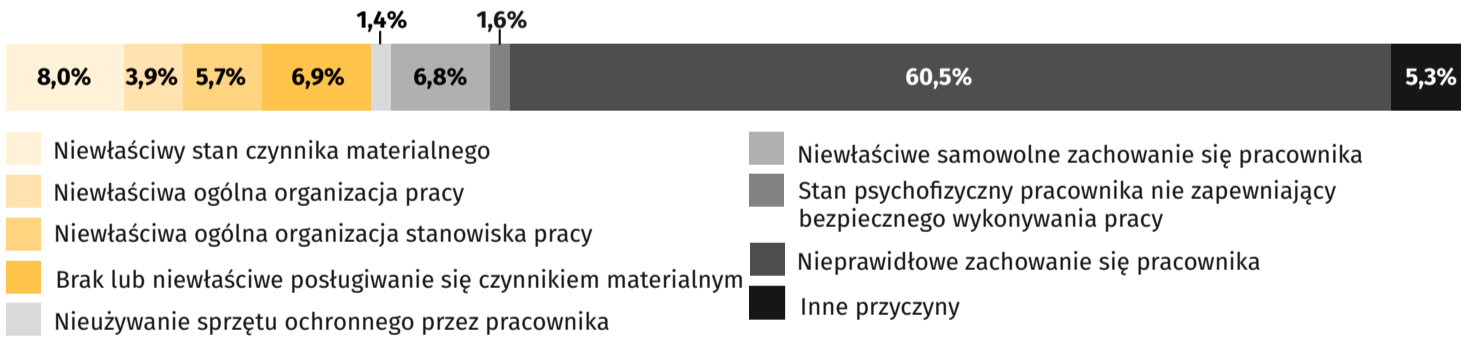 1,4% 1,6%
8,0% 3,9% 5,7% 6,9% 6,8% 60,5% 5,3%
Niewłaściwy stan czynnika materialnego
Niewłaściwa ogólna organizacja pracy
Niewłaściwa ogólna organizacja stanowiska pracy
Brak lub niewłaściwe posługiwanie się czynnikiem materialnym
Nieużywanie sprzętu ochronnego przez pracownika
Niewłaściwe samowolne zachowanie się pracownika
Stan psychofizyczny pracownika nie zapewniający
bezpiecznego wykonywania pracy
Nieprawidłowe zachowanie się pracownika
Inne przyczyny